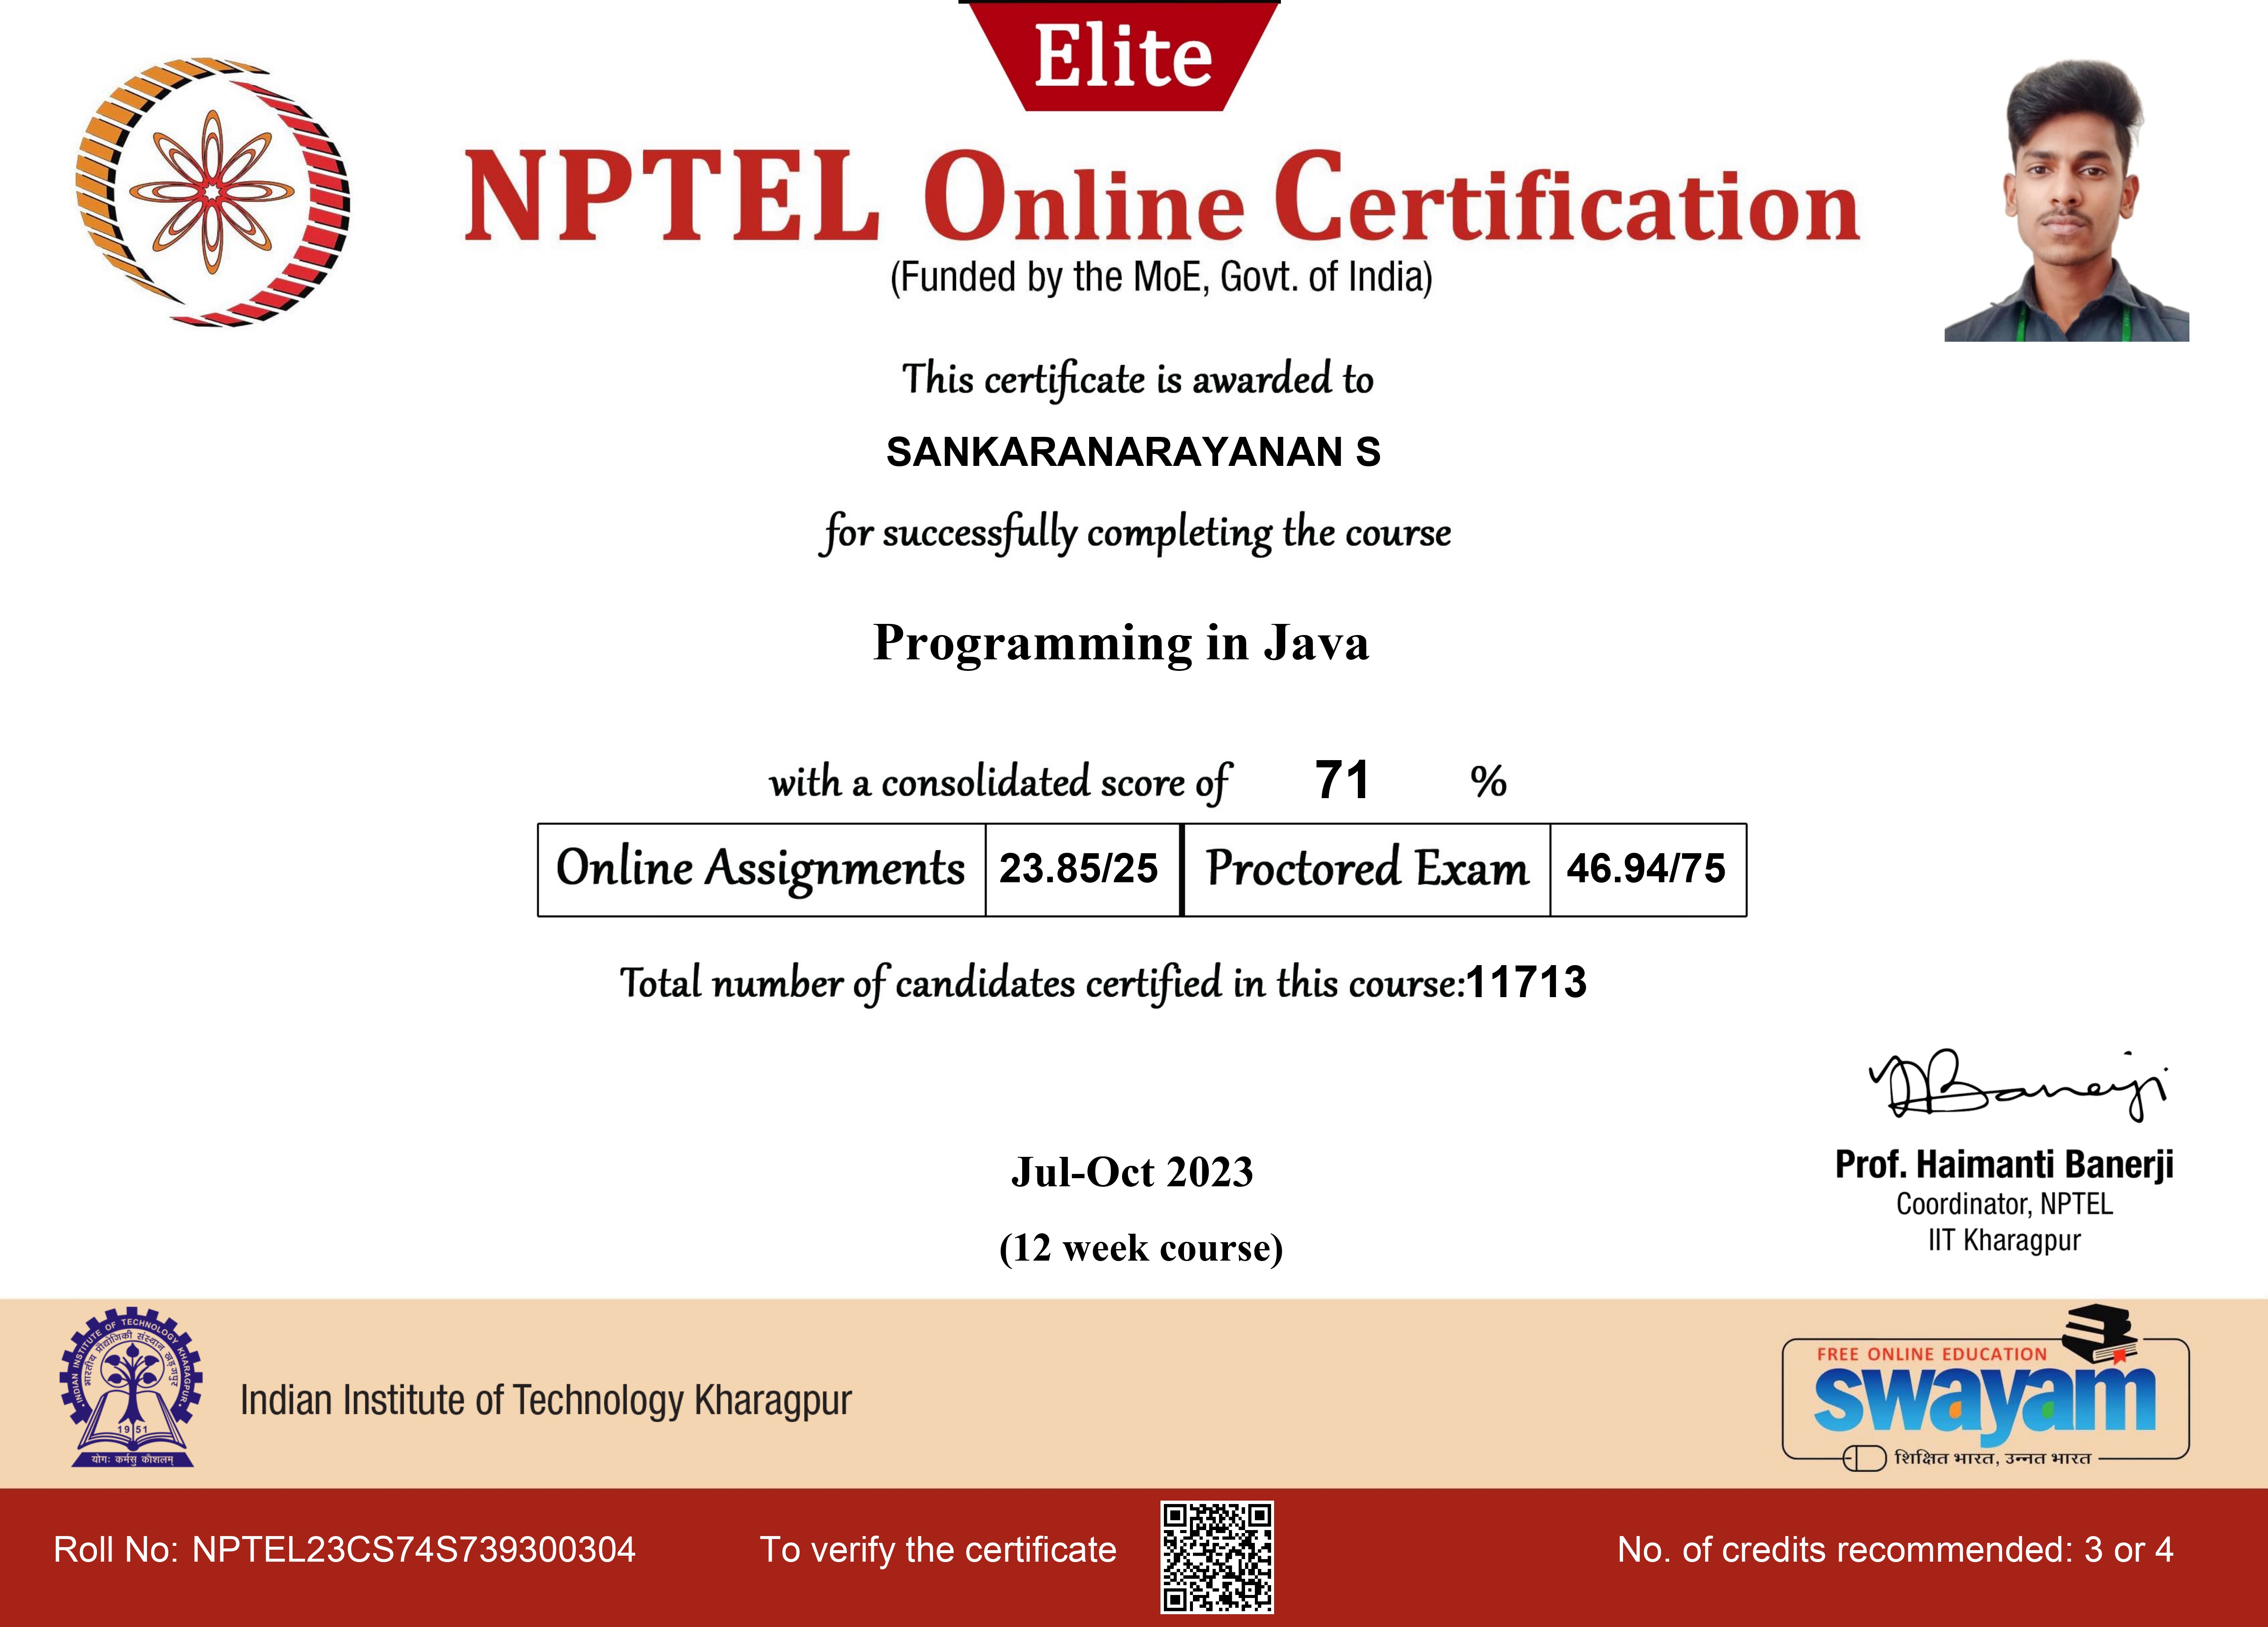 Elite
NPTEL Online Certification
(Funded by the MoE, Govt. of India)
This certificate is awarded to
SANKARANARAYANAN S
for successfully completing the course
Programming in Java
with a consolidated score of 71 %
Online Assignments 23.85/25 Proctored Exam 46.94/75
Total number of candidates certified in this course:11713
Jul-Oct 2023
(12 week course)
Prof. Haimanti Banerji
Coordinator, NPTEL
IIT Kharagpur
INDIAN INSTITUTE OF TECHNOLOGY KHARAGPUR
भारतीय प्रौद्योगिकी संस्थान खड़गपुर
1951
योगः कर्मसु कौशलम्
Indian Institute of Technology Kharagpur
FREE ONLINE EDUCATION
swayam
शिक्षित भारत, उन्नत भारत
Roll No: NPTEL23CS74S739300304
To verify the certificate
No. of credits recommended: 3 or 4